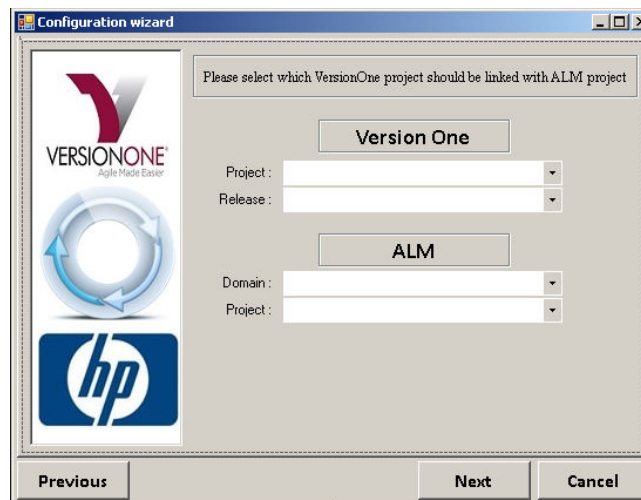 Configuration wizard
VERSIONONE®
Agile Made Easier
hp
Please select which VersionOne project should be linked with ALM project
Version One
Project :
Release :
ALM
Domain :
Project :
Previous
Next
Cancel